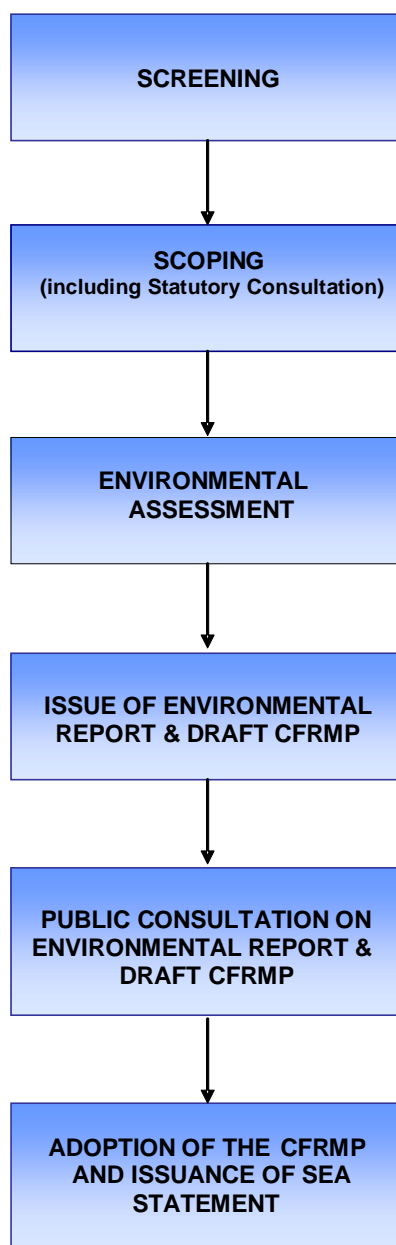 SCREENING
SCOPING
(including Statutory Consultation)
ENVIRONMENTAL
ASSESSMENT
ISSUE OF ENVIRONMENTAL
REPORT & DRAFT CFRMP
PUBLIC CONSULTATION ON
ENVIRONMENTAL REPORT &
DRAFT CFRMP
ADOPTION OF THE CFRMP
AND ISSUANCE OF SEA
STATEMENT